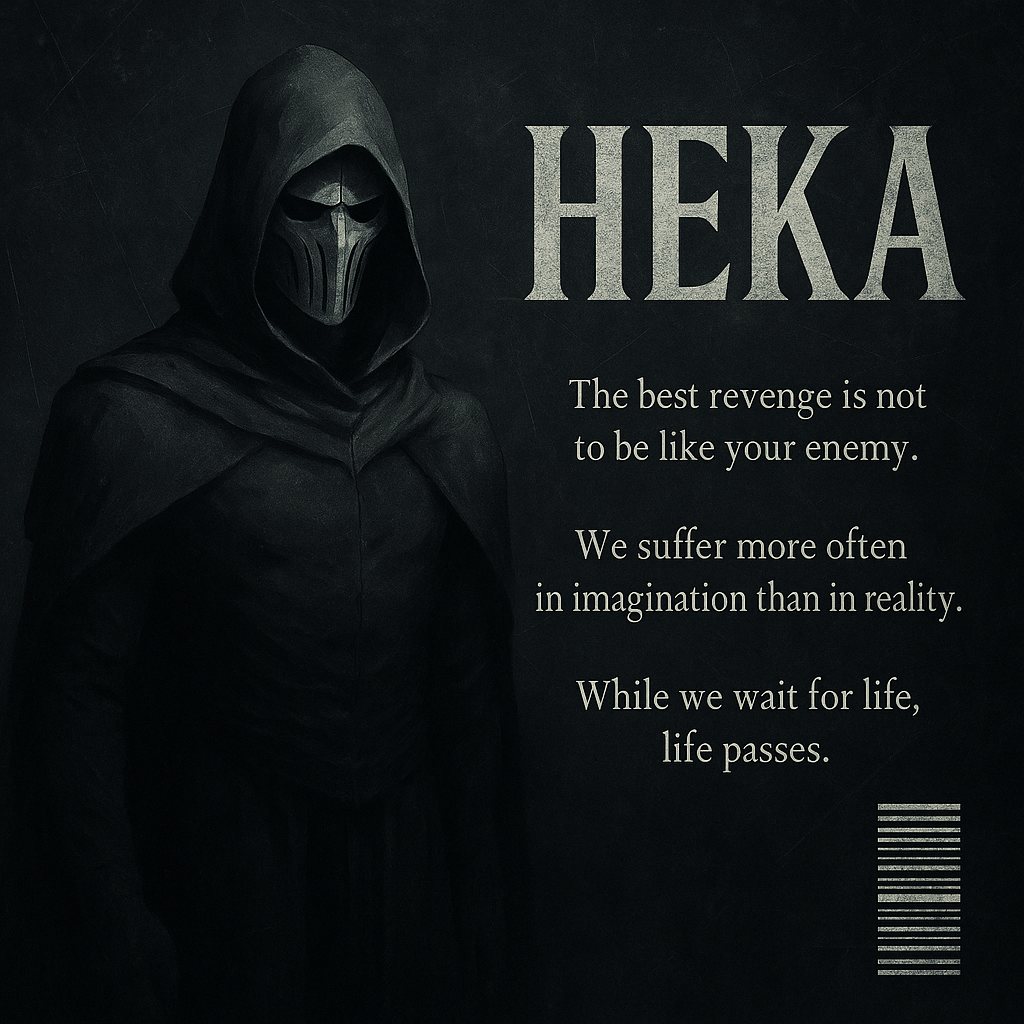 HEKA
The best revenge is not
to be like your enemy.
We suffer more often
in imagination than in reality.
While we wait for life,
life passes.